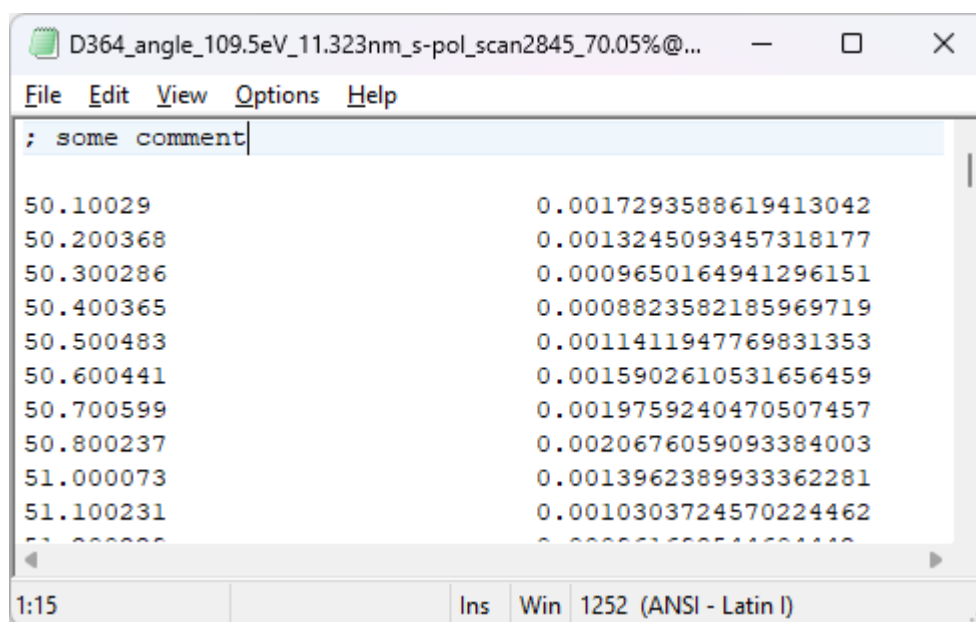 D364_angle_109.5eV_11.323nm_s-pol_scan2845_70.05%@...
File Edit View Options Help
; some comment
50.10029 0.0017293588619413042
50.200368 0.0013245093457318177
50.300286 0.0009650164941296151
50.400365 0.0008823582185969719
50.500483 0.0011411947769831353
50.600441 0.0015902610531656459
50.700599 0.0019759240470507457
50.800237 0.0020676059093384003
51.000073 0.0013962389933362281
51.100231 0.0010303724570224462
1:15 Ins Win 1252 (ANSI - Latin I)